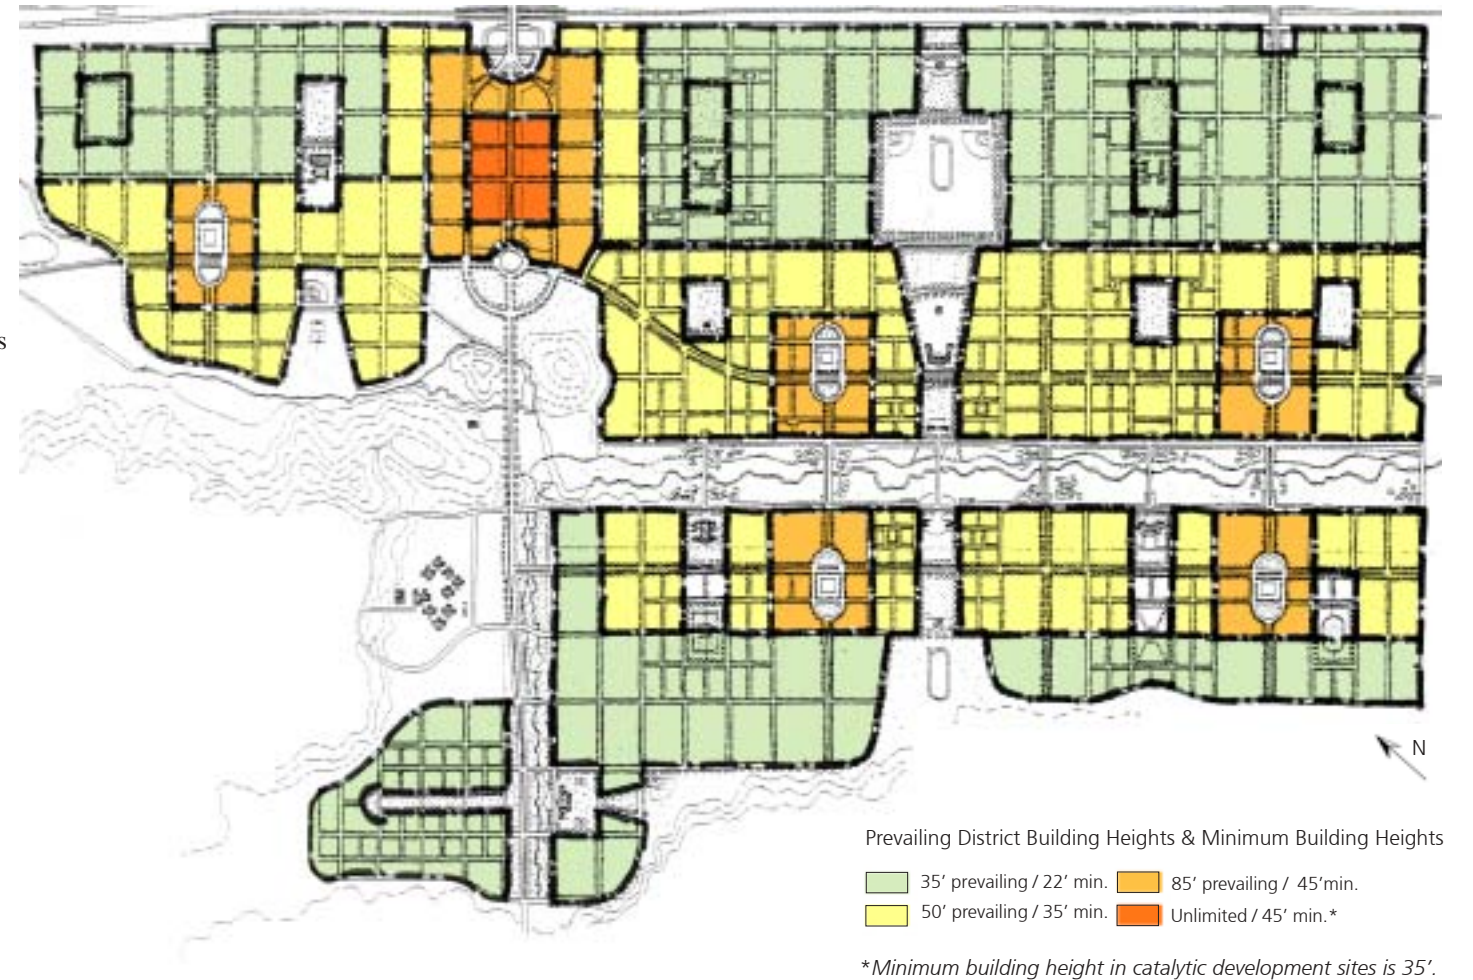 s
N
Prevailing District Building Heights & Minimum Building Heights
35′ prevailing / 22′ min.
85′ prevailing / 45′min.
50′ prevailing / 35′ min.
Unlimited / 45′ min.*
*Minimum building height in catalytic development sites is 35′.